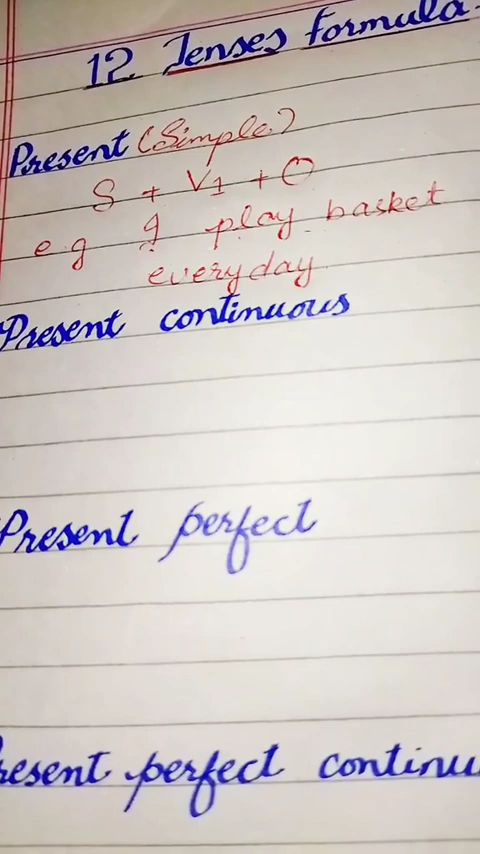 12 Tenses Formula
Present (Simple)
S + V1 + O
e g I play basket
everyday
Present continuous
Present perfect
resent perfect continu